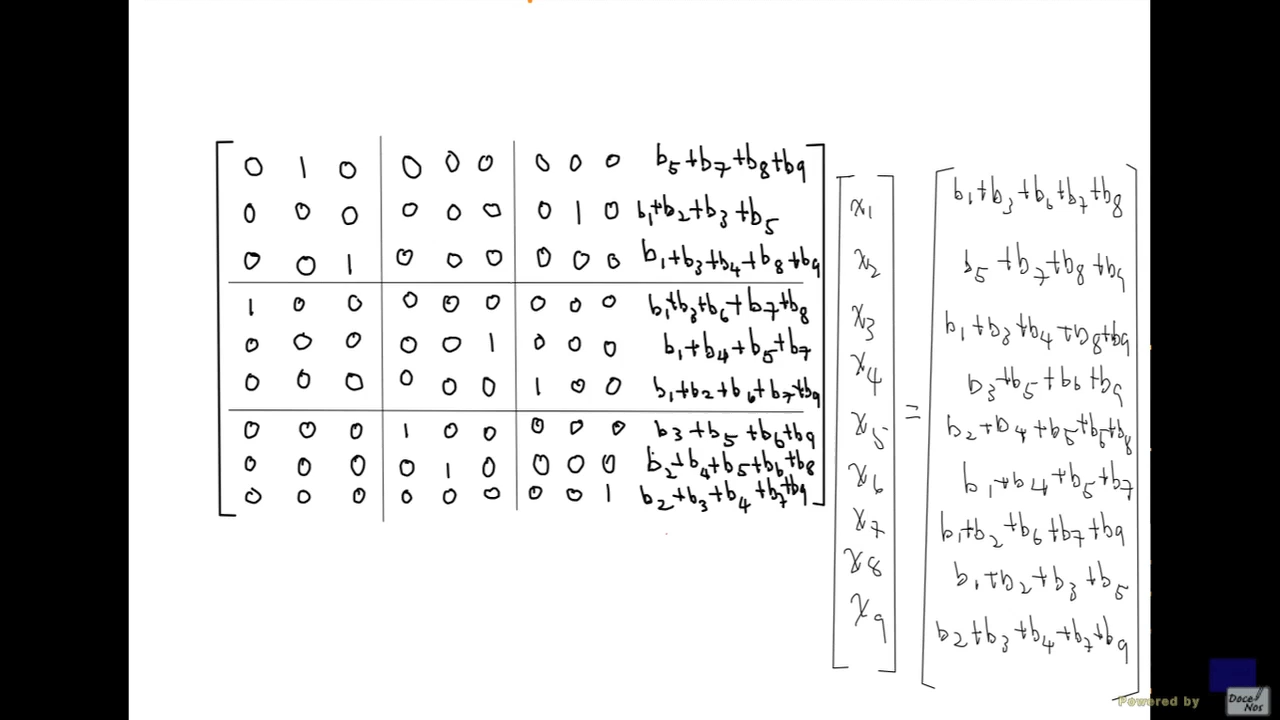 0 1 0 0 0 0 0 0 0 b₅+b₇+b₈+b₉
0 0 0 0 0 0 0 1 0 b₁+b₂+b₃+b₅
0 0 1 0 0 0 0 0 0 b₁+b₃+b₄+b₈+b₉
1 0 0 0 0 0 0 0 0 b₁+b₃+b₆+b₇+b₈
0 0 0 0 0 1 0 0 0 b₁+b₄+b₅+b₇
0 0 0 0 0 0 1 0 0 b₁+b₂+b₆+b₇+b₉
0 0 0 1 0 0 0 0 0 b₃+b₅+b₆+b₉
0 0 0 0 1 0 0 0 0 b₂+b₄+b₅+b₆+b₈
0 0 0 0 0 0 0 0 1 b₂+b₃+b₄+b₇+b₉
x₁
x₂
x₃
x₄
x₅
x₆
x₇
x₈
x₉
=
b₁+b₃+b₆+b₇+b₈
b₅+b₇+b₈+b₉
b₁+b₃+b₄+b₈+b₉
b₃+b₅+b₆+b₉
b₂+b₄+b₅+b₆+b₈
b₁+b₄+b₅+b₇
b₁+b₂+b₆+b₇+b₉
b₁+b₂+b₃+b₅
b₂+b₃+b₄+b₇+b₉
Powered by
Doce
Nos